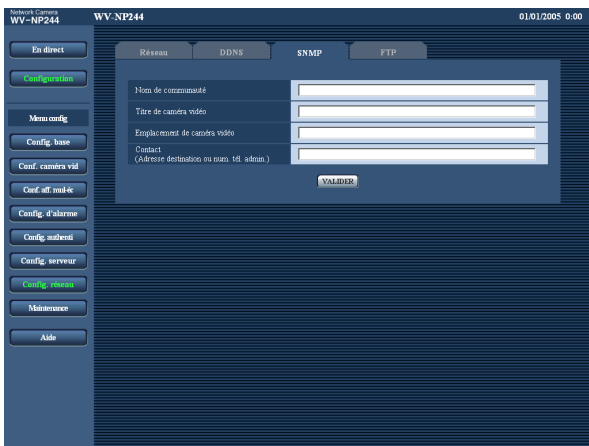 Network Camera
WV-NP244
WV-NP244
01/01/2005 0:00
En direct
Configuration
Menu config
Config. base
Conf. caméra vid
Conf. aff. mul-éc
Config. d'alarme
Config. authenti
Config. serveur
Config. réseau
Maintenance
Aide
Réseau
DDNS
SNMP
FTP
Nom de communauté
Titre de caméra vidéo
Emplacement de caméra vidéo
Contact
(Adresse destination ou num. tél. admin.)
VALIDER